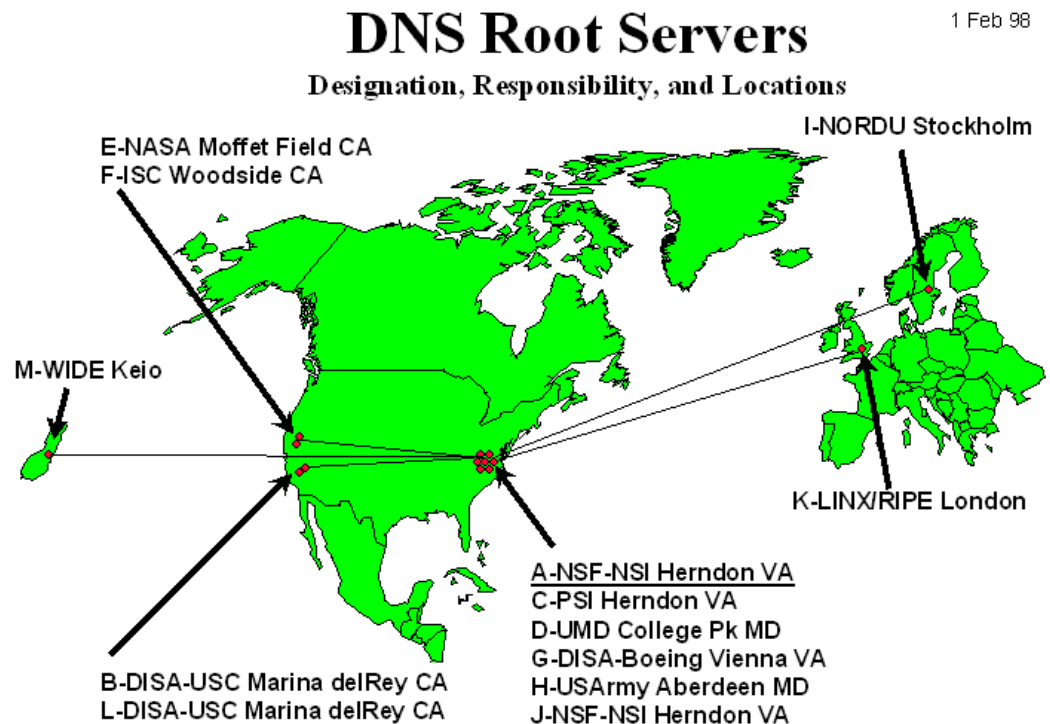 DNS Root Servers
1 Feb 98
Designation, Responsibility, and Locations
E-NASA Moffet Field CA
F-ISC Woodside CA
I-NORDU Stockholm
M-WIDE Keio
K-LINX/RIPE London
A-NSF-NSI Herndon VA
C-PSI Herndon VA
D-UMD College Pk MD
G-DISA-Boeing Vienna VA
H-USArmy Aberdeen MD
J-NSF-NSI Herndon VA
B-DISA-USC Marina delRey CA
L-DISA-USC Marina delRey CA